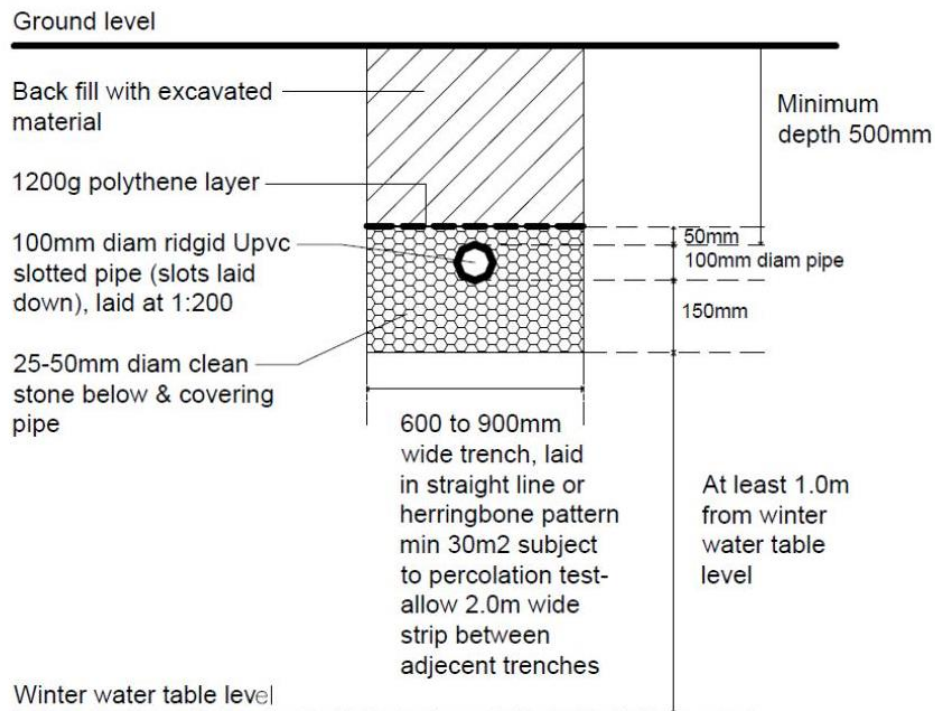 Ground level
Back fill with excavated
material
1200g polythene layer
100mm diam ridgid Upvc
slotted pipe (slots laid
down), laid at 1:200
25-50mm diam clean
stone below & covering
pipe
Minimum
depth 500mm
50mm
100mm diam pipe
150mm
600 to 900mm
wide trench, laid
in straight line or
herringbone pattern
min 30m2 subject
to percolation test-
allow 2.0m wide
strip between
adjecent trenches
At least 1.0m
from winter
water table
level
Winter water table level